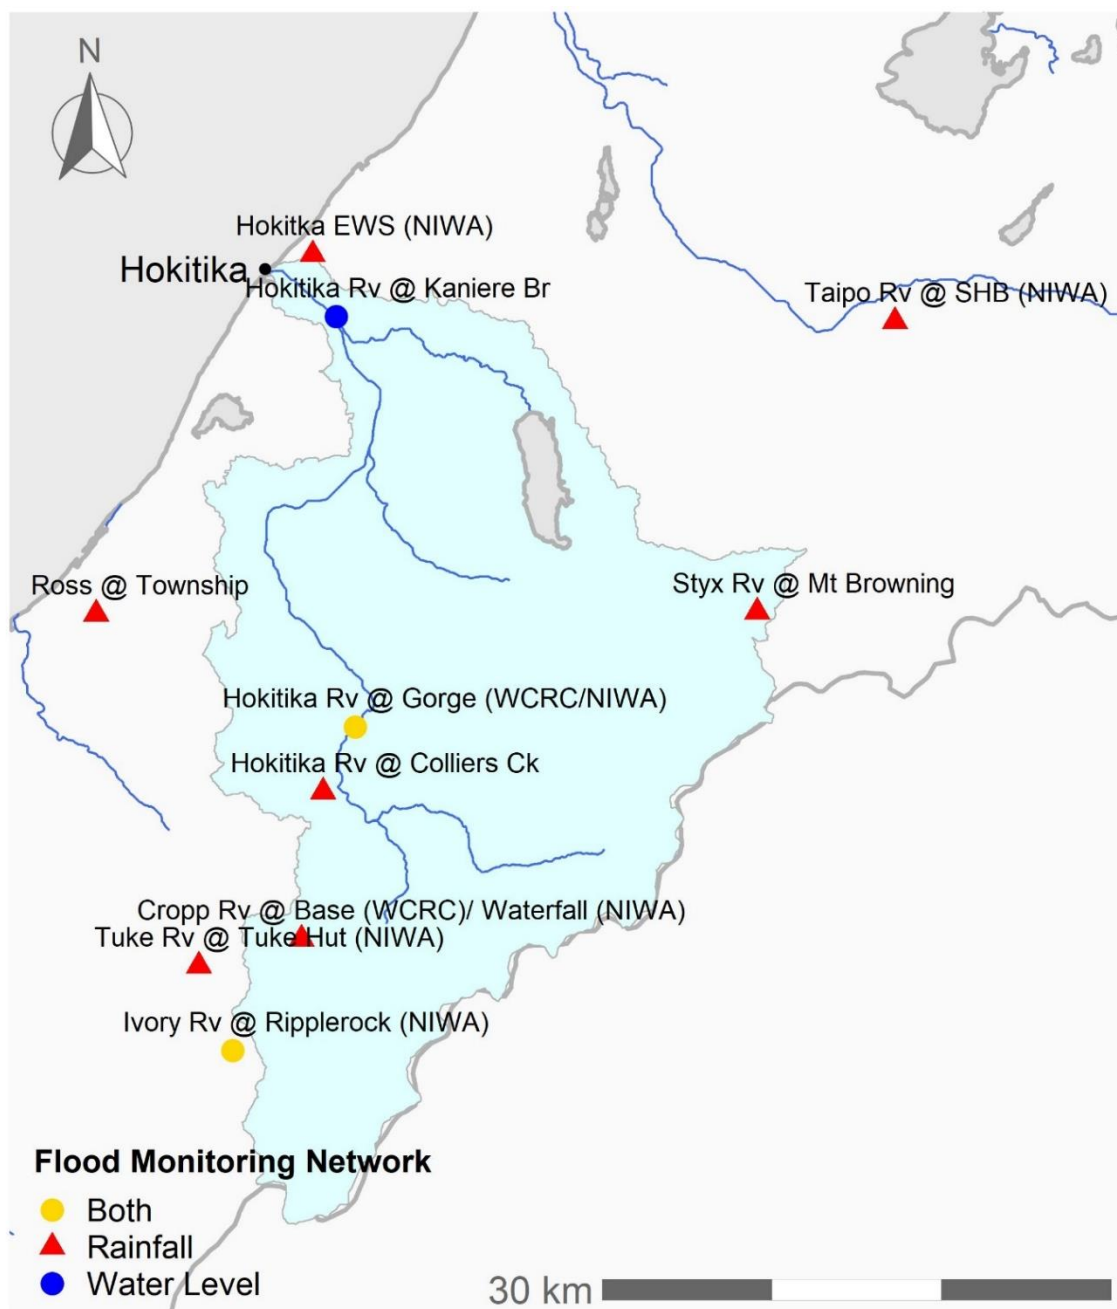 N
Hokitka EWS (NIWA)
Hokitika
Hokitika Rv @ Kaniere Br
Taipo Rv @ SHB (NIWA)
Ross @ Township
Styx Rv @ Mt Browning
Hokitika Rv @ Gorge (WCRC/NIWA)
Hokitika Rv @ Colliers Ck
Cropp Rv @ Base (WCRC)/ Waterfall (NIWA)
Tuke Rv @ Tuke Hut (NIWA)
Ivory Rv @ Ripplerock (NIWA)
Flood Monitoring Network
Both
Rainfall
Water Level
30 km